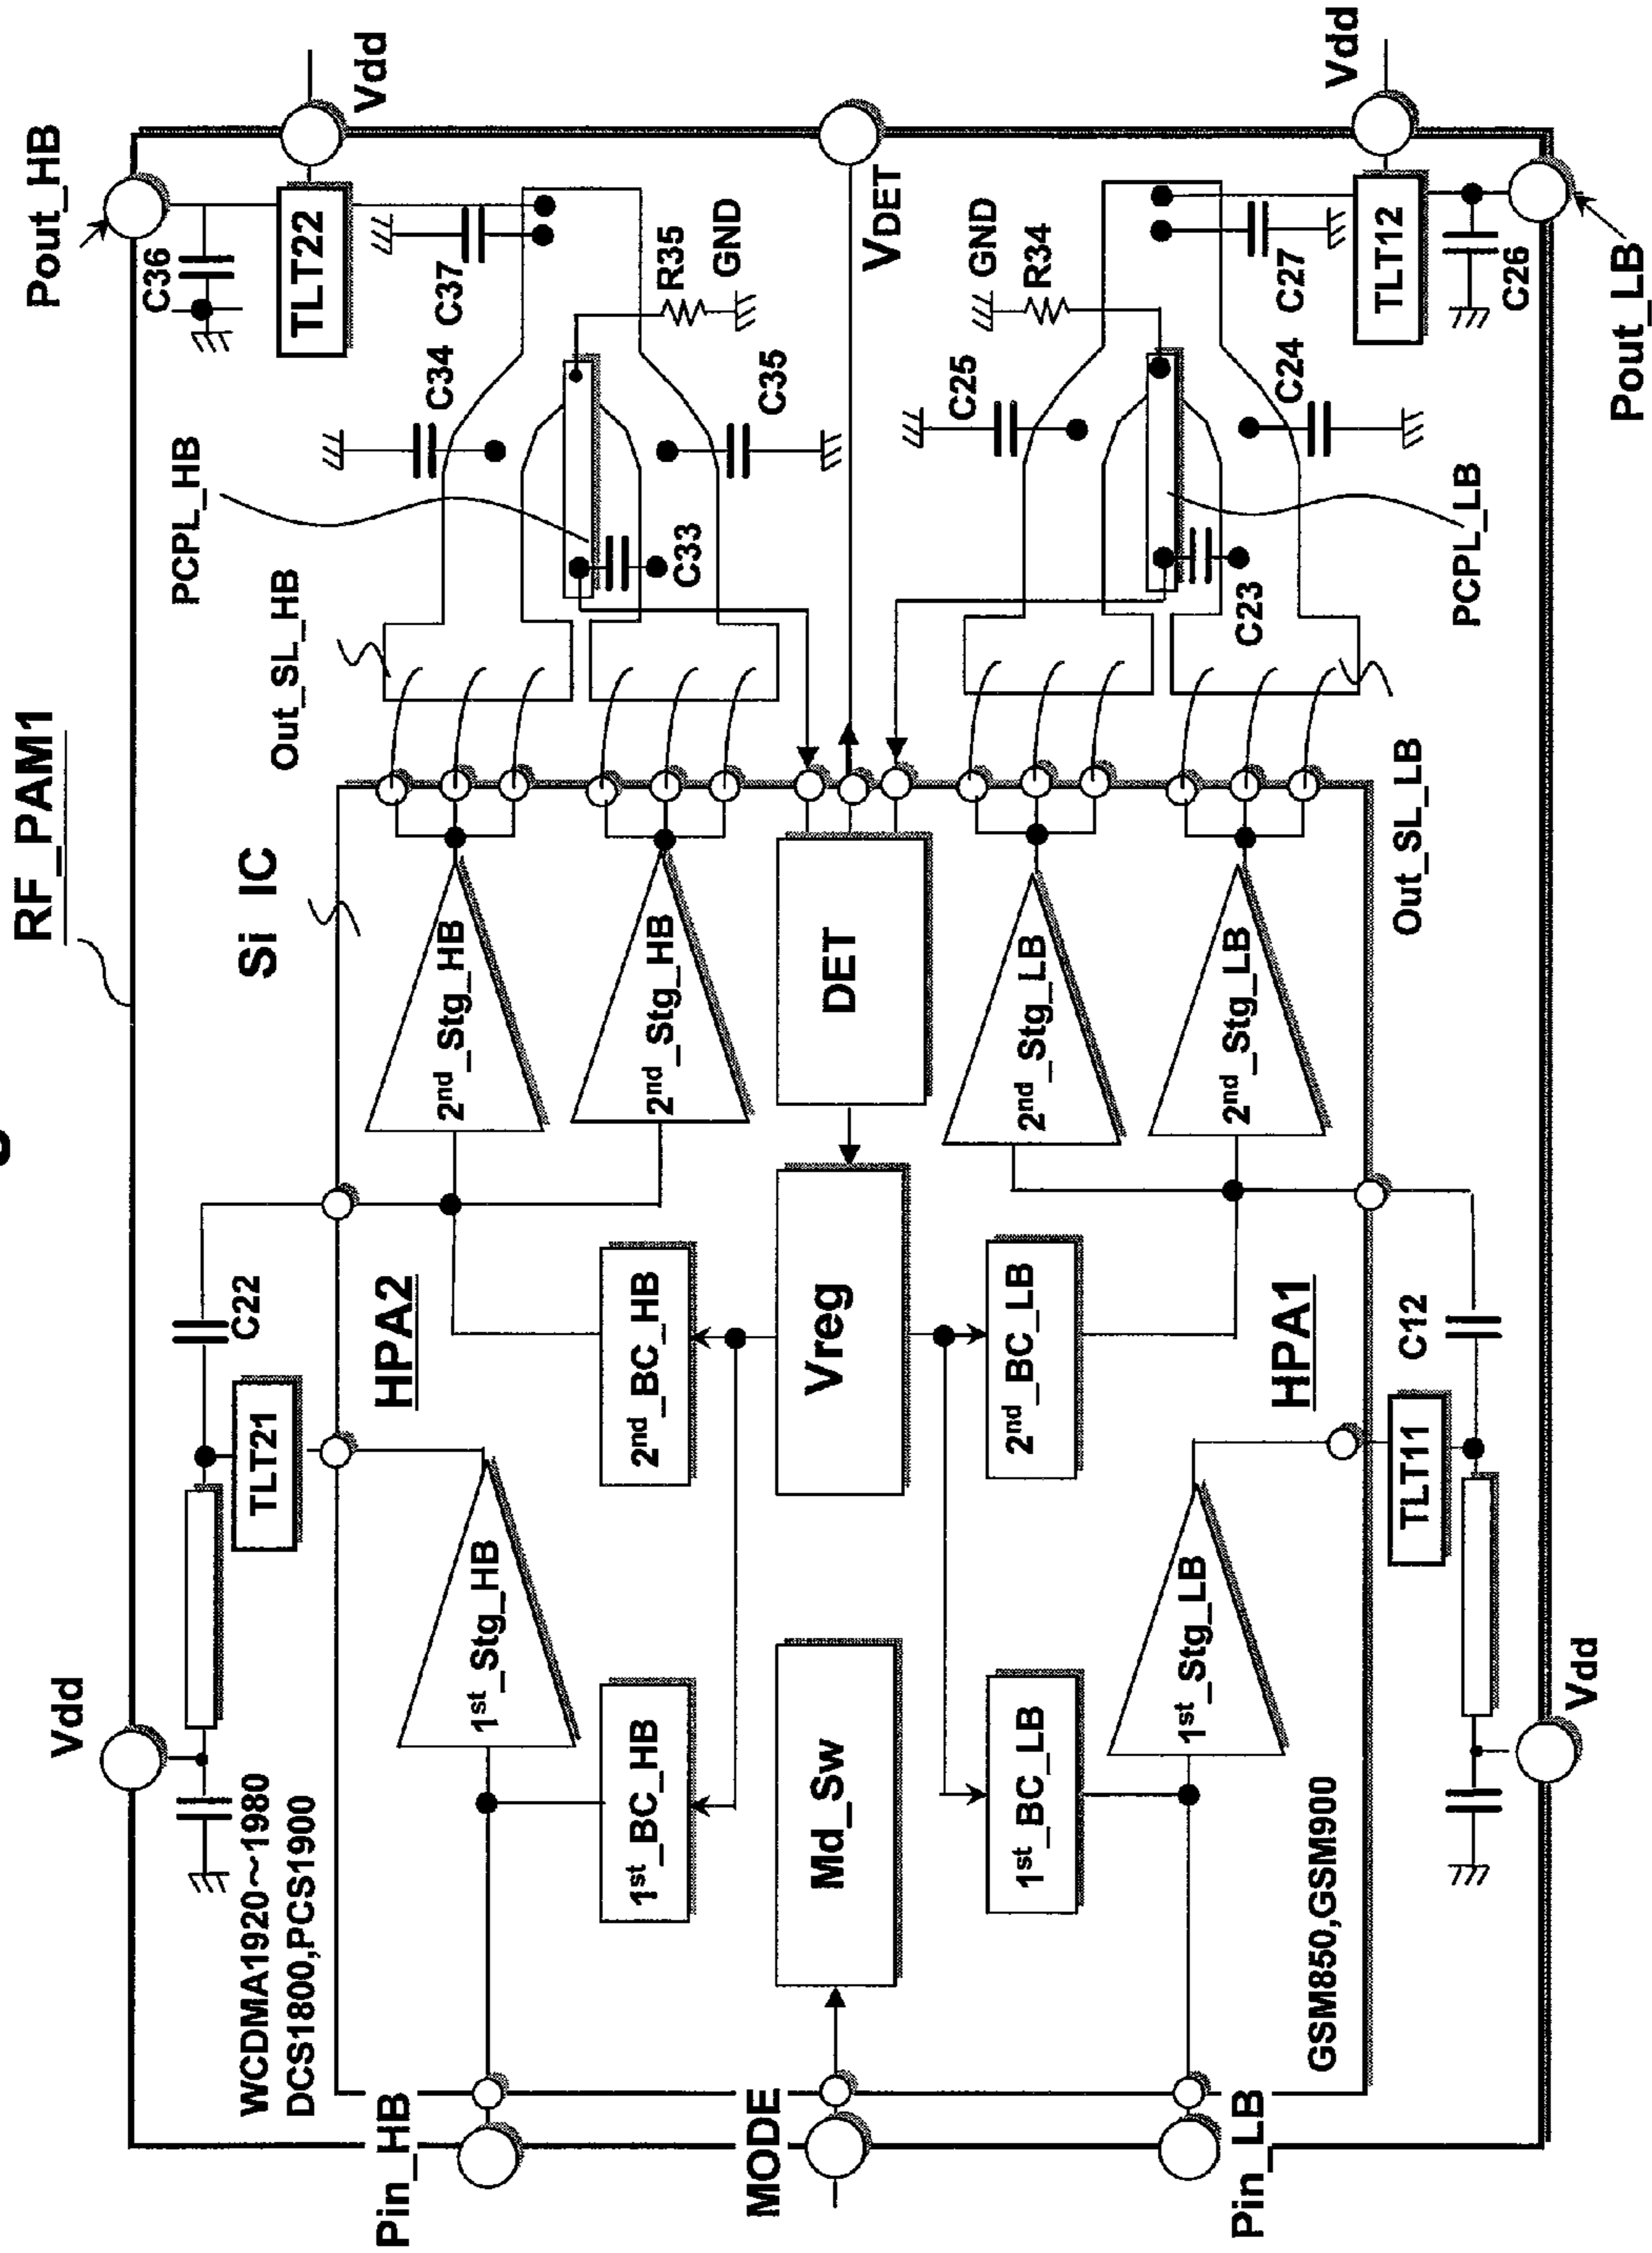 RF_PAM1
Si IC
Vdd
WCDMA1920~1980
DCS1800,PCS1900
TLT21
C22
HPA2
Pin_HB
1st_Stg_HB
1st_BC_HB
2nd_BC_HB
2nd_Stg_HB
2nd_Stg_HB
Out_SL_HB
PCPL_HB
C33
C34
C35
C36
C37
TLT22
Pout_HB
Vdd
R35
GND
MODE
Md_Sw
Vreg
DET
VDET
Pin_LB
1st_BC_LB
1st_Stg_LB
2nd_BC_LB
2nd_Stg_LB
2nd_Stg_LB
HPA1
GSM850,GSM900
TLT11
C12
Vdd
Out_SL_LB
PCPL_LB
C23
C24
C25
GND
R34
C27
TLT12
C26
Vdd
Pout_LB